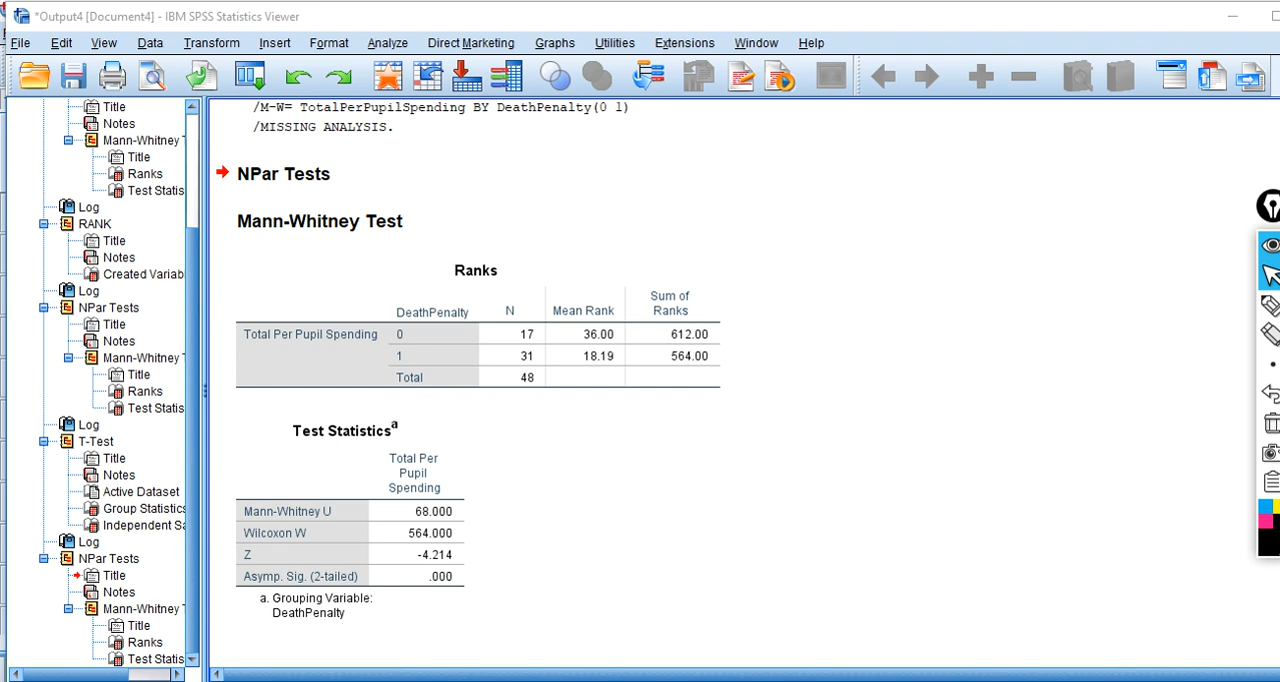 *Output4 [Document4] - IBM SPSS Statistics Viewer
File Edit View Data Transform Insert Format Analyze Direct Marketing Graphs Utilities Extensions Window Help
Title
Notes
Mann-Whitney T
Title
Ranks
Test Statis
Log
RANK
Title
Notes
Created Variab
Log
NPar Tests
Title
Notes
Mann-Whitney T
Title
Ranks
Test Statis
Log
T-Test
Title
Notes
Active Dataset
Group Statistics
Independent Sa
Log
NPar Tests
Title
Notes
Mann-Whitney T
Title
Ranks
Test Statis
/M-W= TotalPerPupilSpending BY DeathPenalty(0 1)
/MISSING ANALYSIS.
NPar Tests
Mann-Whitney Test
Ranks
DeathPenalty N Mean Rank Sum of Ranks
Total Per Pupil Spending 0 17 36.00 612.00
1 31 18.19 564.00
Total 48
Test Statistics a
Total Per
Pupil
Spending
Mann-Whitney U 68.000
Wilcoxon W 564.000
Z -4.214
Asymp. Sig. (2-tailed) .000
a. Grouping Variable:
DeathPenalty